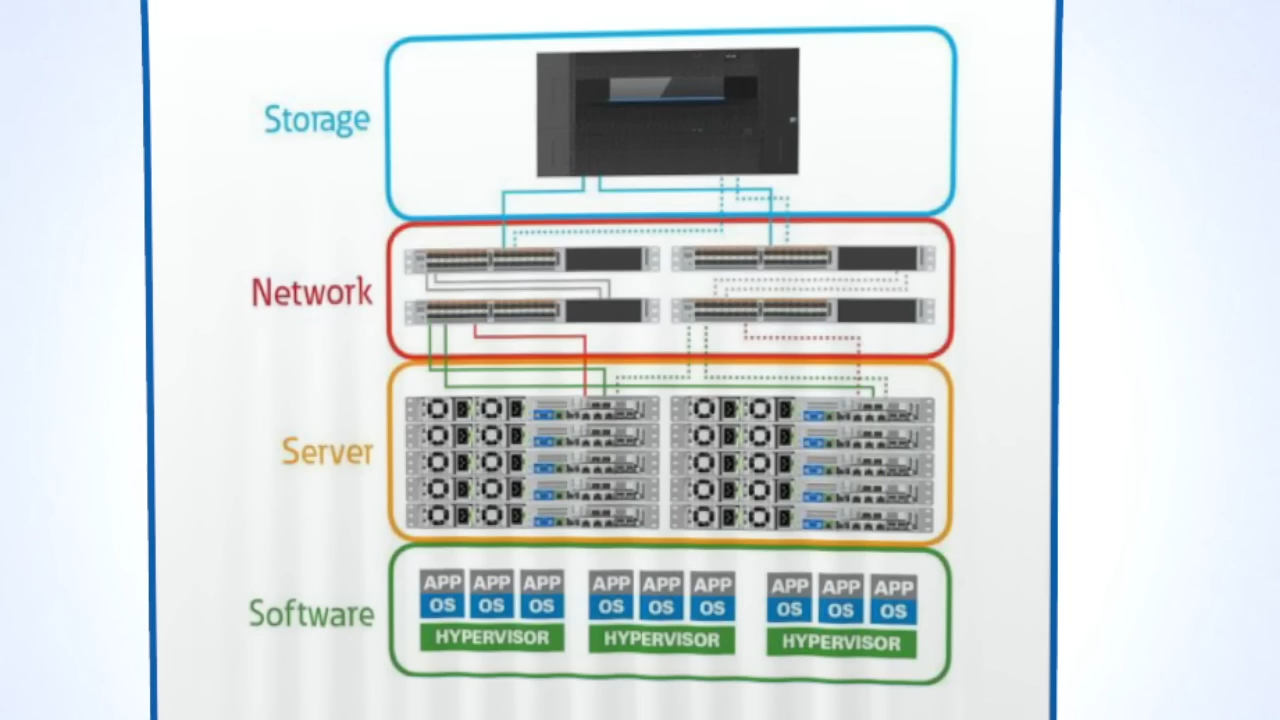 Storage
Network
Server
Software
APP APP APP APP APP APP APP APP APP
OS OS OS OS OS OS OS OS OS
HYPERVISOR HYPERVISOR HYPERVISOR